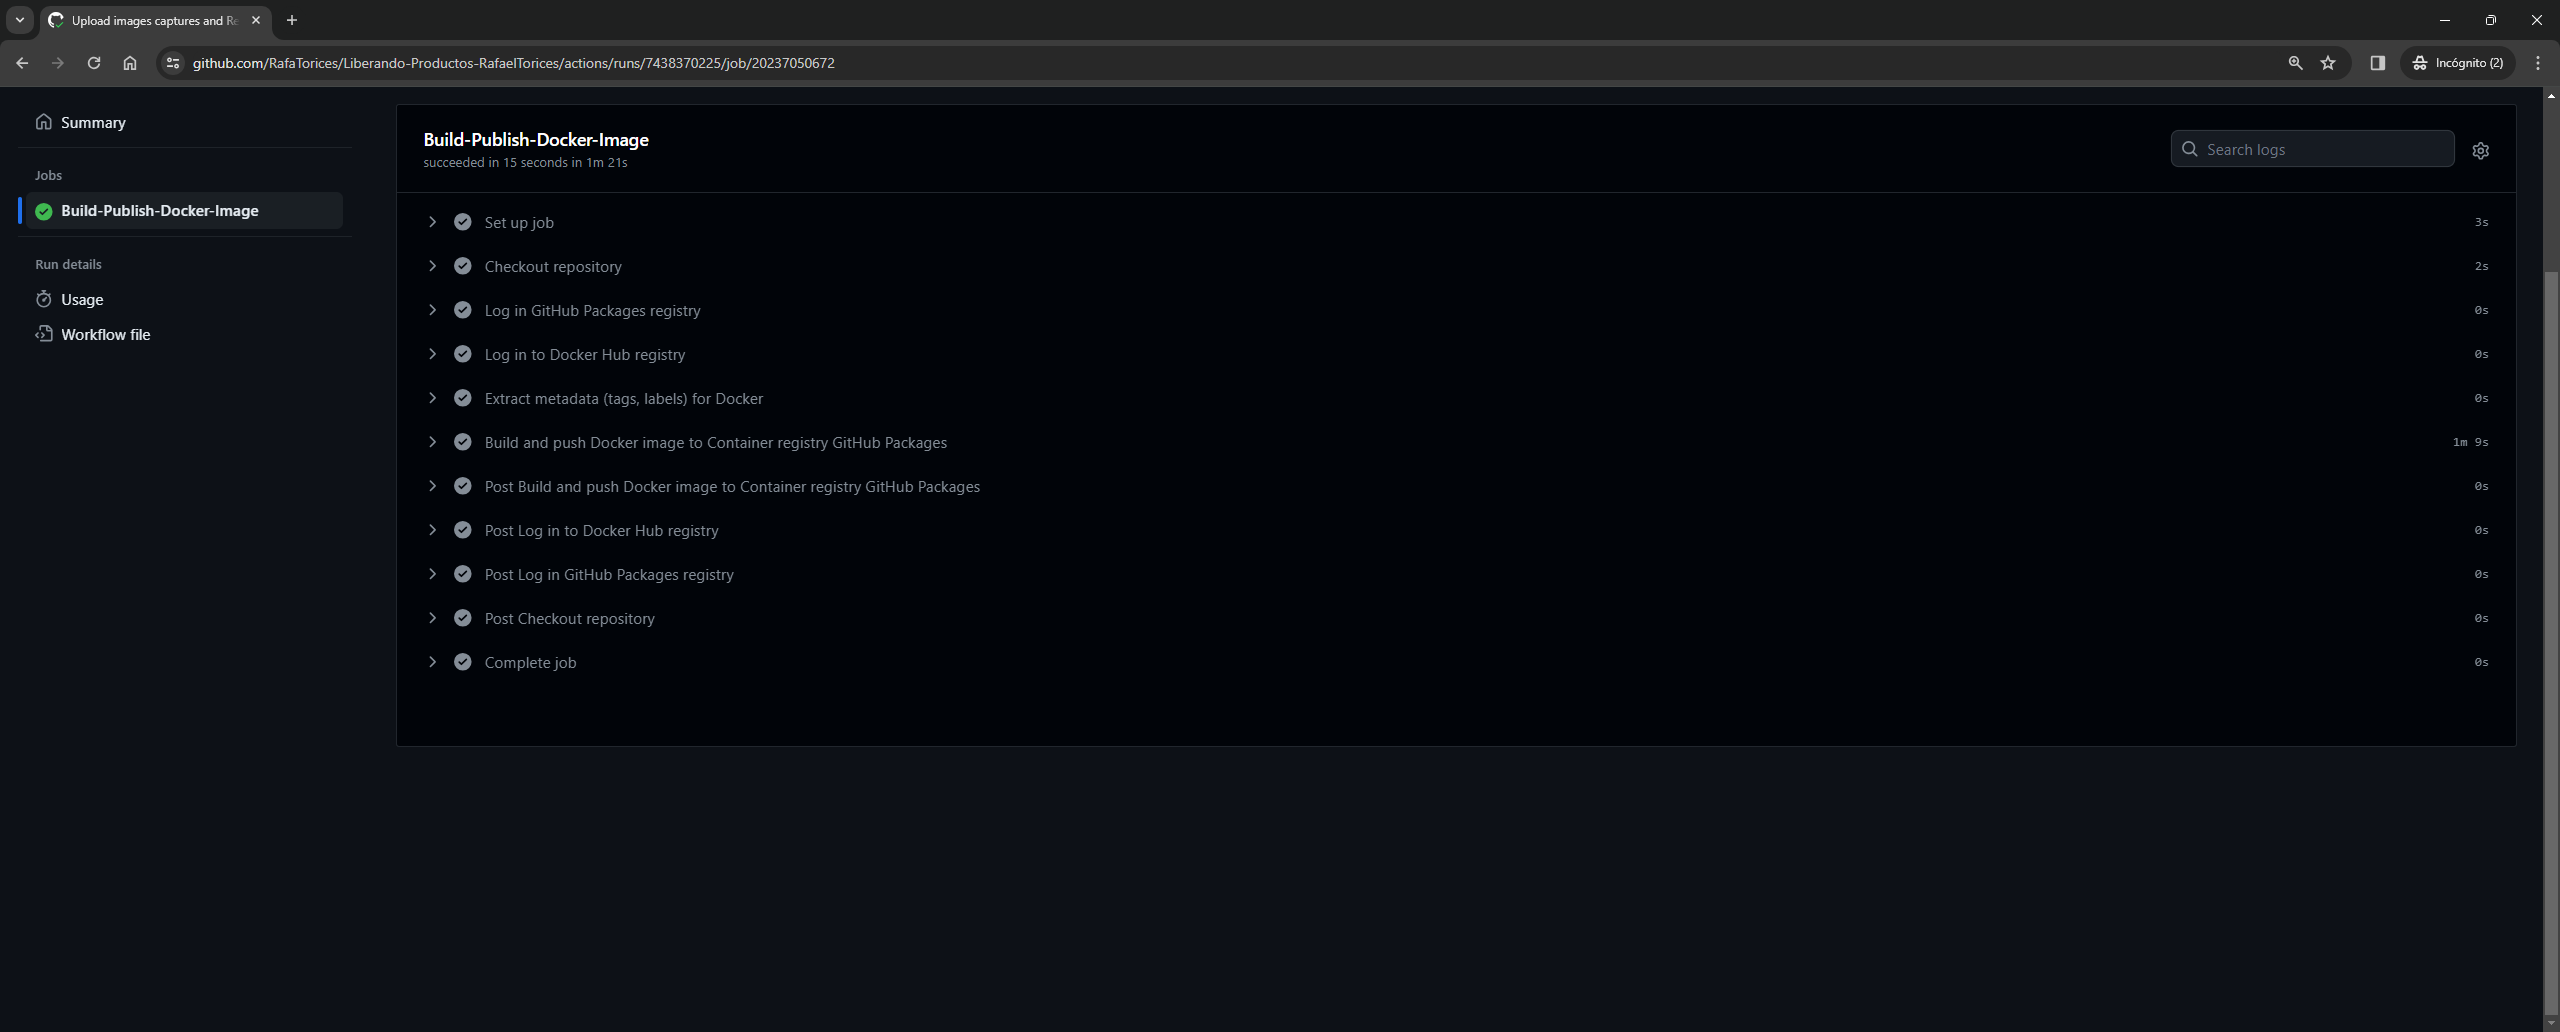 Upload images captures and Re
github.com/RafaTorices/Liberando-Productos-RafaelTorices/actions/runs/7438370225/job/20237050672
Incógnito (2)
Summary
Jobs
Build-Publish-Docker-Image
Run details
Usage
Workflow file
Build-Publish-Docker-Image
succeeded in 15 seconds in 1m 21s
Search logs
Set up job 3s
Checkout repository 2s
Log in GitHub Packages registry 0s
Log in to Docker Hub registry 0s
Extract metadata (tags, labels) for Docker 0s
Build and push Docker image to Container registry GitHub Packages 1m 9s
Post Build and push Docker image to Container registry GitHub Packages 0s
Post Log in to Docker Hub registry 0s
Post Log in GitHub Packages registry 0s
Post Checkout repository 0s
Complete job 0s